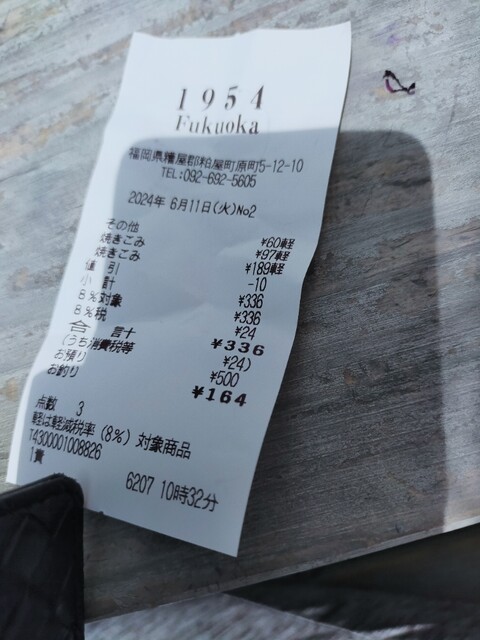 1954
Fukuoka
福岡県糟屋郡粕屋町原町5-12-10
TEL:092-692-5605
2024年 6月11日(火)No2
その他 ¥60軽
焼きこみ ¥97軽
焼きこみ ¥189軽
値 引 -10
小 計 ¥336
8%対象 ¥336
8%税 ¥24
合 計 ¥336
(うち消費税等 ¥24)
お預り ¥500
お釣り ¥164
点数 3
軽は軽減税率(8%)対象商品
T4300001008826
1責
6207 10時32分